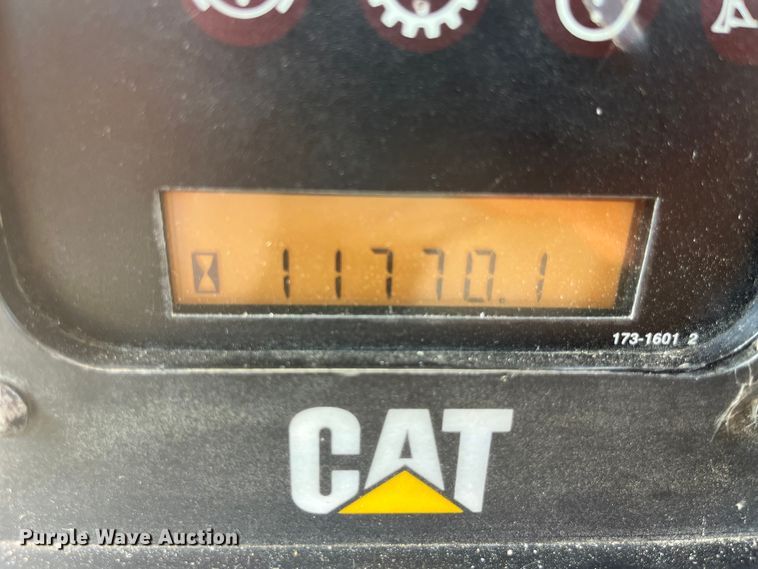 11770.1
173-1601 2
CAT
Purple Wave Auction